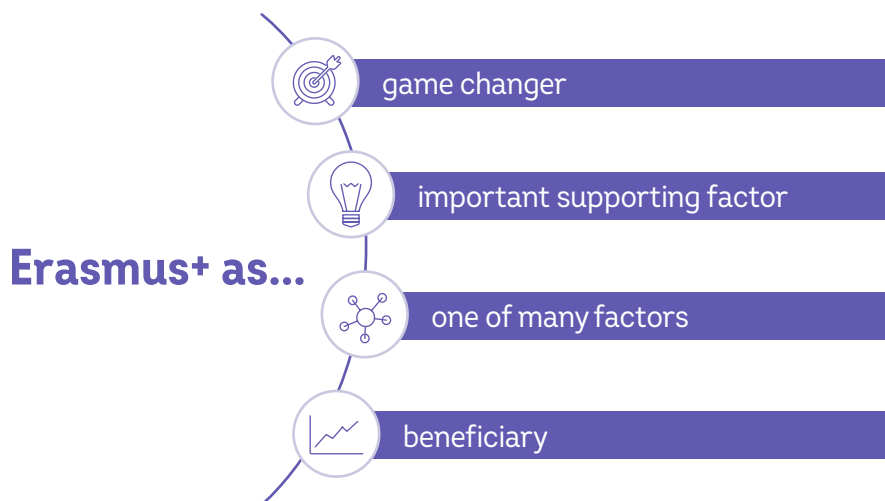 game changer
important supporting factor
Erasmus+ as...
one of many factors
beneficiary